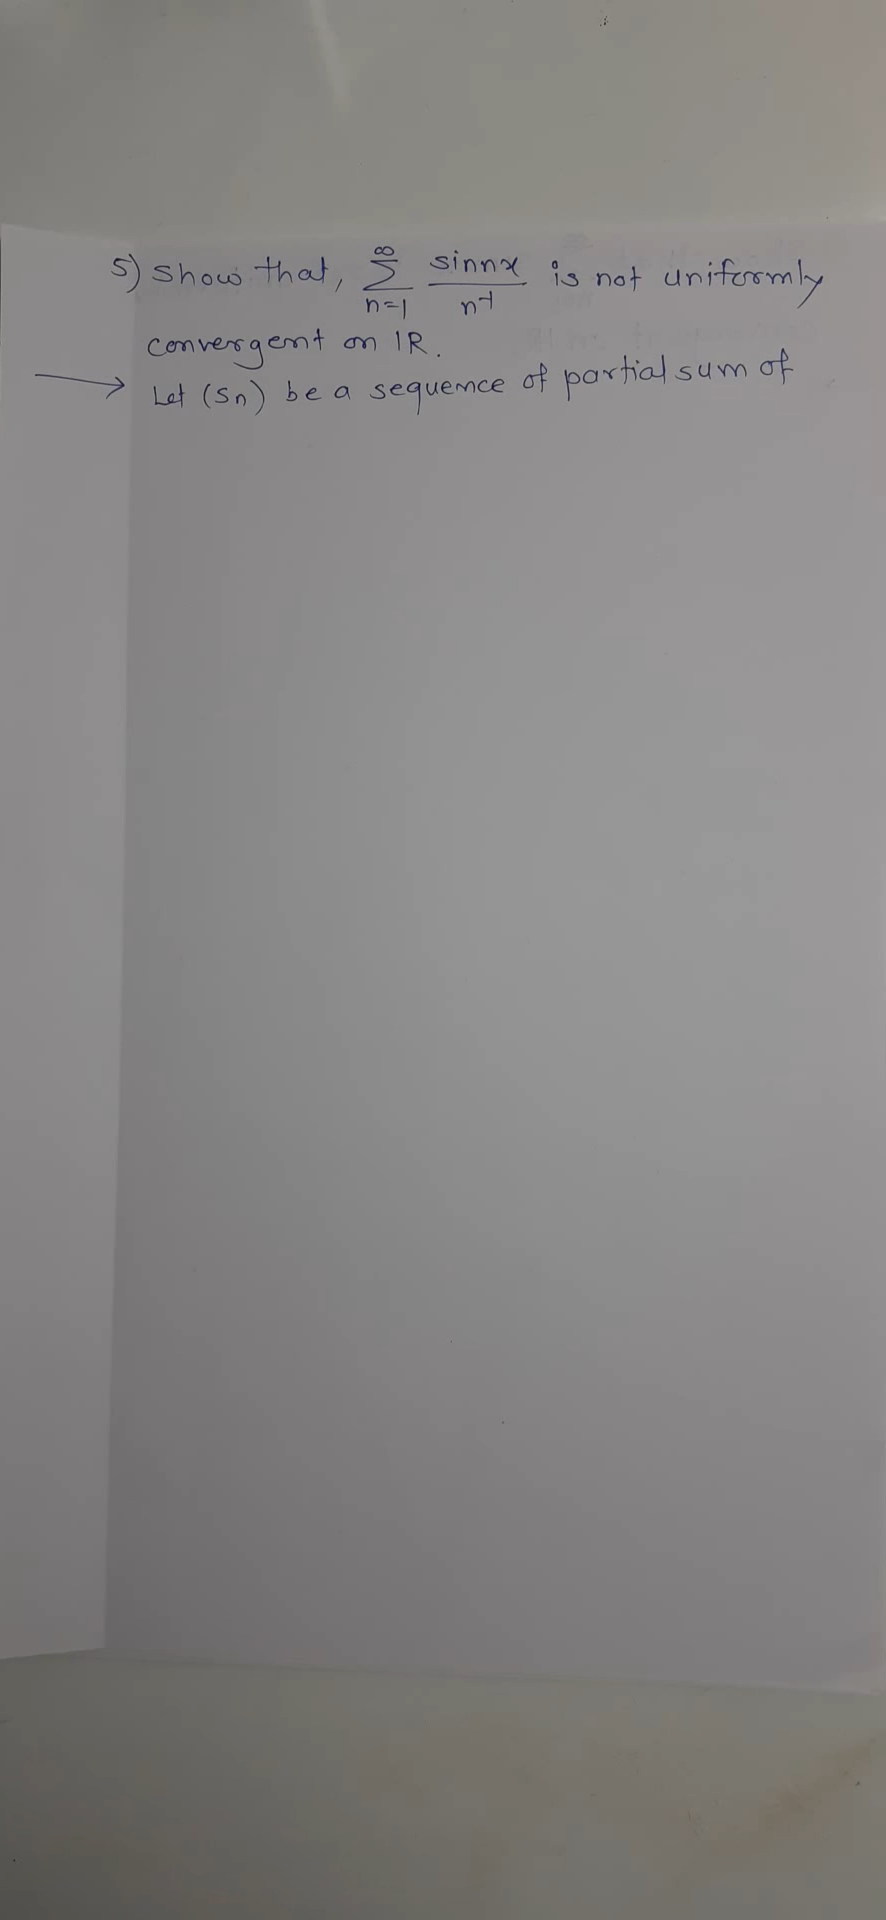 5) Show that, ∞ Σ n=1 sinnx / n+1 is not uniformly
convergent on IR.
→ Let (Sn) be a sequence of partial sum of